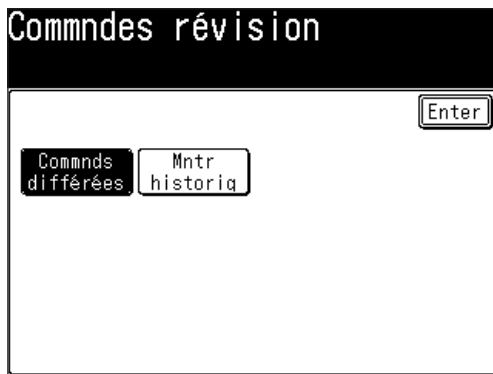 Commndes révision
Enter
Commnds
différées
Mntr
historiq